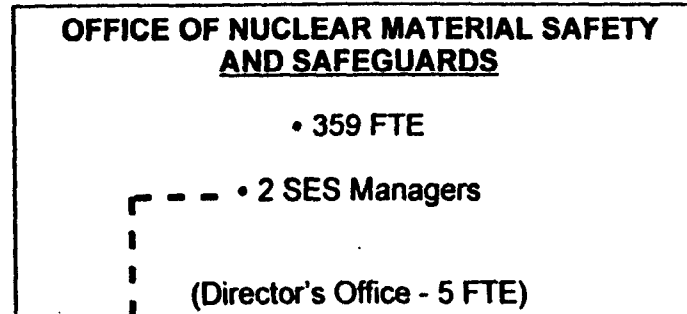 OFFICE OF NUCLEAR MATERIAL SAFETY
AND SAFEGUARDS
• 359 FTE
• 2 SES Managers
(Director's Office - 5 FTE)